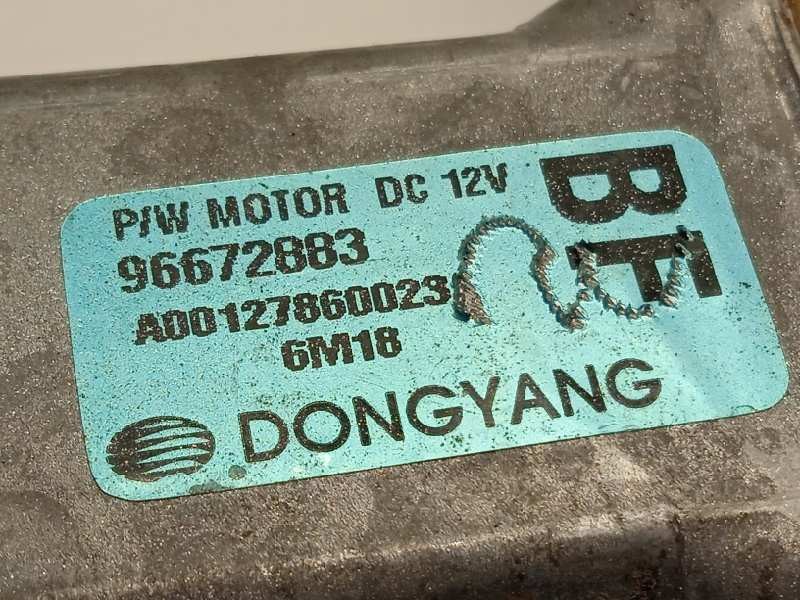 P/W MOTOR DC 12V
96672883
A00127860023
6M18
DONGYANG
BF